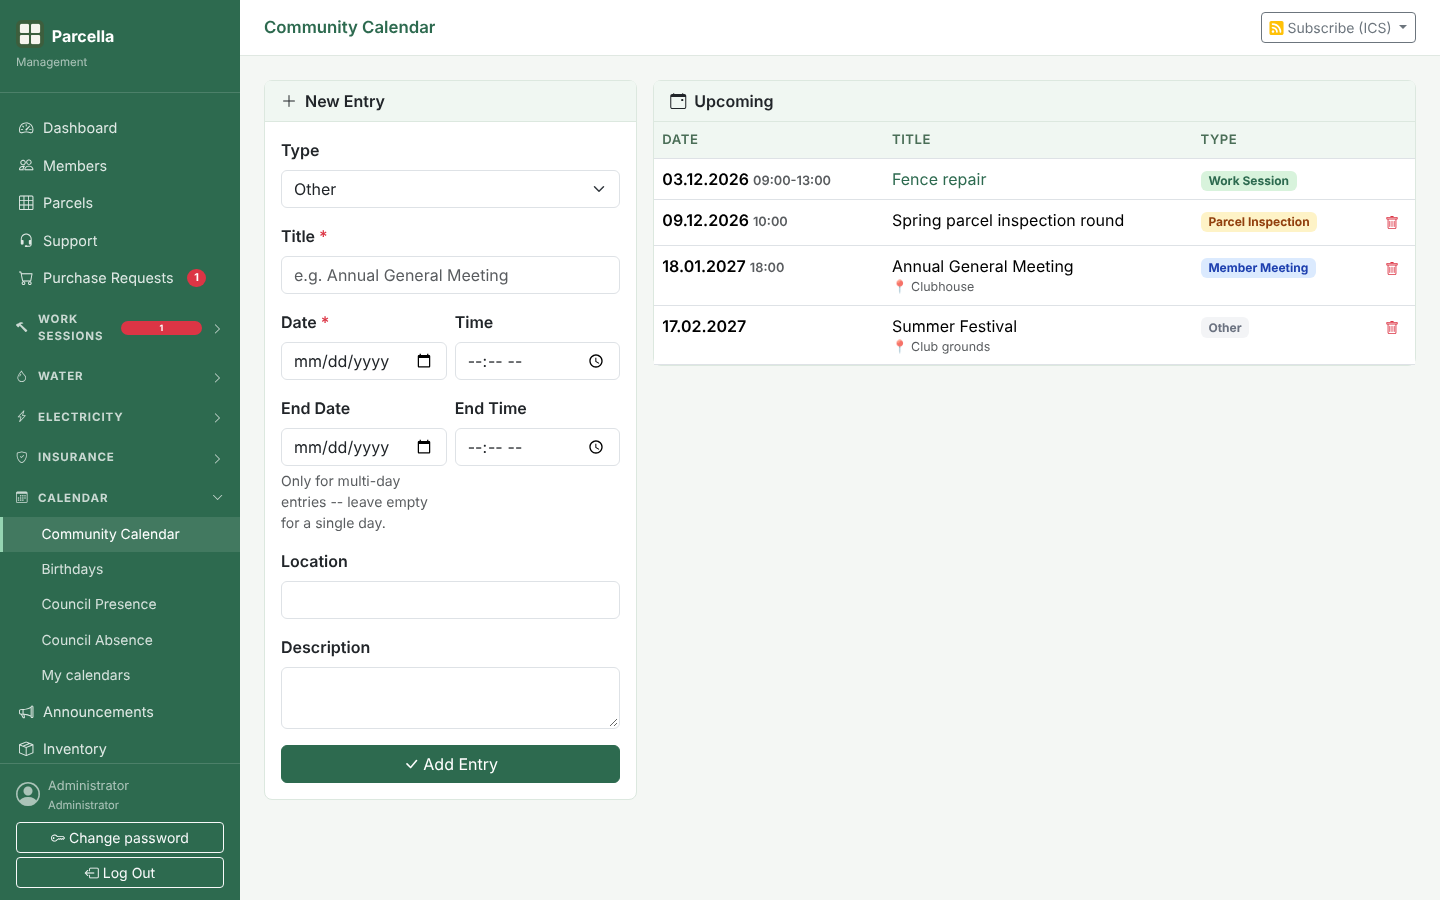 Parcella
Management
Dashboard
Members
Parcels
Support
Purchase Requests 1
WORK SESSIONS 1
WATER
ELECTRICITY
INSURANCE
CALENDAR
Community Calendar
Birthdays
Council Presence
Council Absence
My calendars
Announcements
Inventory
Administrator
Administrator
Change password
Log Out
Community Calendar
Subscribe (ICS)
New Entry
Type
Other
Title *
e.g. Annual General Meeting
Date * Time
mm/dd/yyyy --:-- --
End Date End Time
mm/dd/yyyy --:-- --
Only for multi-day
entries -- leave empty
for a single day.
Location
Description
Add Entry
Upcoming
DATE TITLE TYPE
03.12.2026 09:00-13:00 Fence repair Work Session
09.12.2026 10:00 Spring parcel inspection round Parcel Inspection
18.01.2027 18:00 Annual General Meeting Member Meeting
Clubhouse
17.02.2027 Summer Festival Other
Club grounds